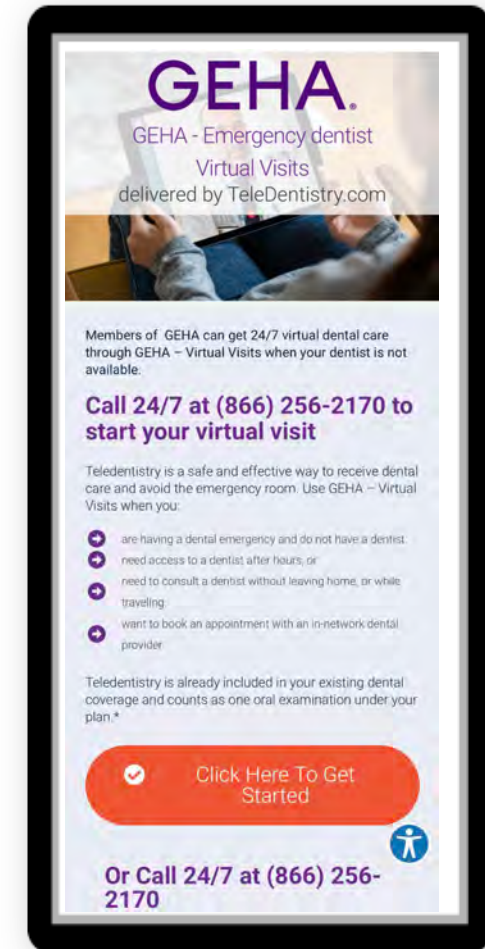 GEHA.
GEHA - Emergency dentist
Virtual Visits
delivered by TeleDentistry.com
Members of GEHA can get 24/7 virtual dental care
through GEHA – Virtual Visits when your dentist is not
available.
Call 24/7 at (866) 256-2170 to
start your virtual visit
Teledentistry is a safe and effective way to receive dental
care and avoid the emergency room. Use GEHA – Virtual
Visits when you:
are having a dental emergency and do not have a dentist
need access to a dentist after hours, or
need to consult a dentist without leaving home, or while
traveling
want to book an appointment with an in-network dental
provider
Teledentistry is already included in your existing dental
coverage and counts as one oral examination under your
plan.*
Click Here To Get
Started
Or Call 24/7 at (866) 256-
2170